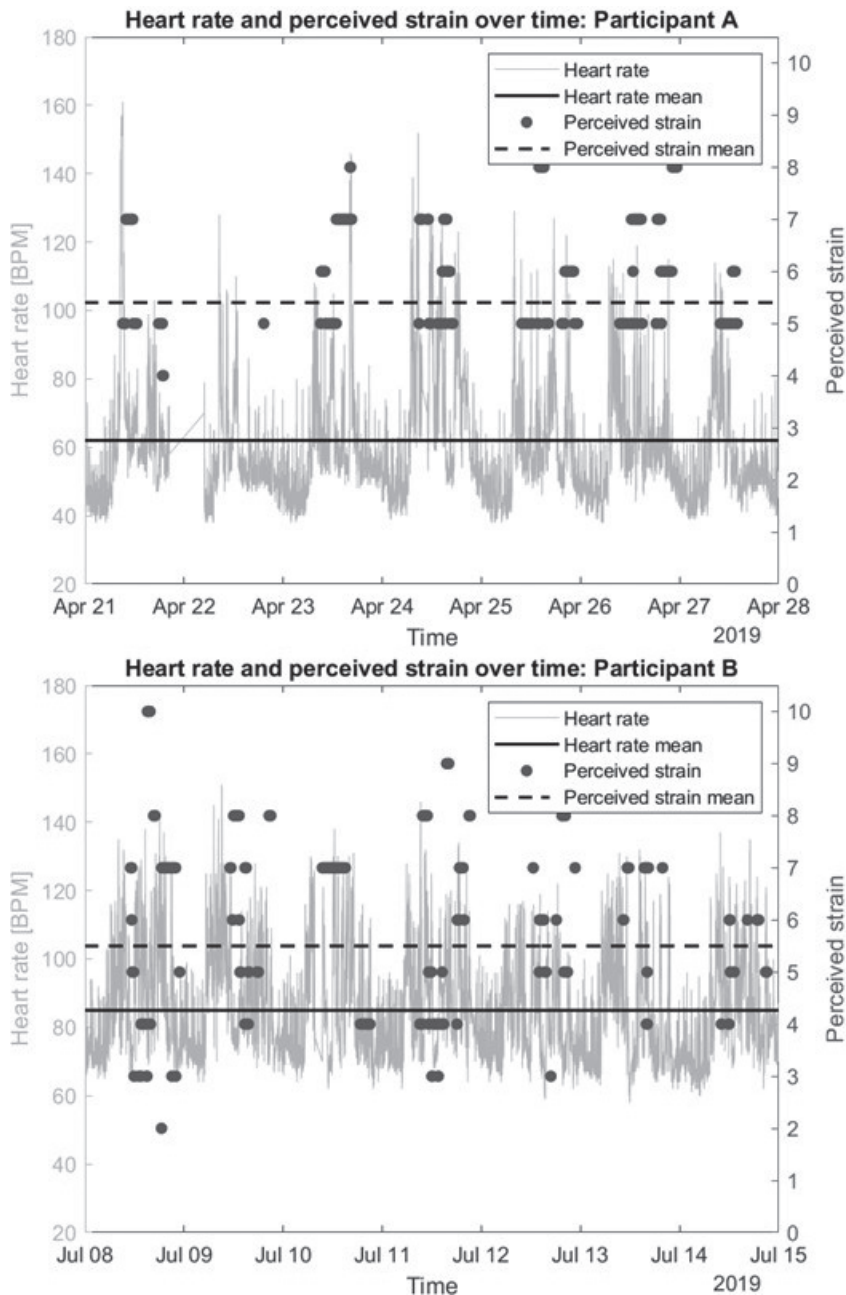 Heart rate and perceived strain over time: Participant A
180
160
140
120
100
80
60
40
20
Heart rate [BPM]
10
9
8
7
6
5
4
3
2
1
0
Perceived strain
Heart rate
Heart rate mean
Perceived strain
Perceived strain mean
Apr 21 Apr 22 Apr 23 Apr 24 Apr 25 Apr 26 Apr 27 Apr 28
Time 2019
Heart rate and perceived strain over time: Participant B
180
160
140
120
100
80
60
40
20
Heart rate [BPM]
10
9
8
7
6
5
4
3
2
1
0
Perceived strain
Heart rate
Heart rate mean
Perceived strain
Perceived strain mean
Jul 08 Jul 09 Jul 10 Jul 11 Jul 12 Jul 13 Jul 14 Jul 15
Time 2019